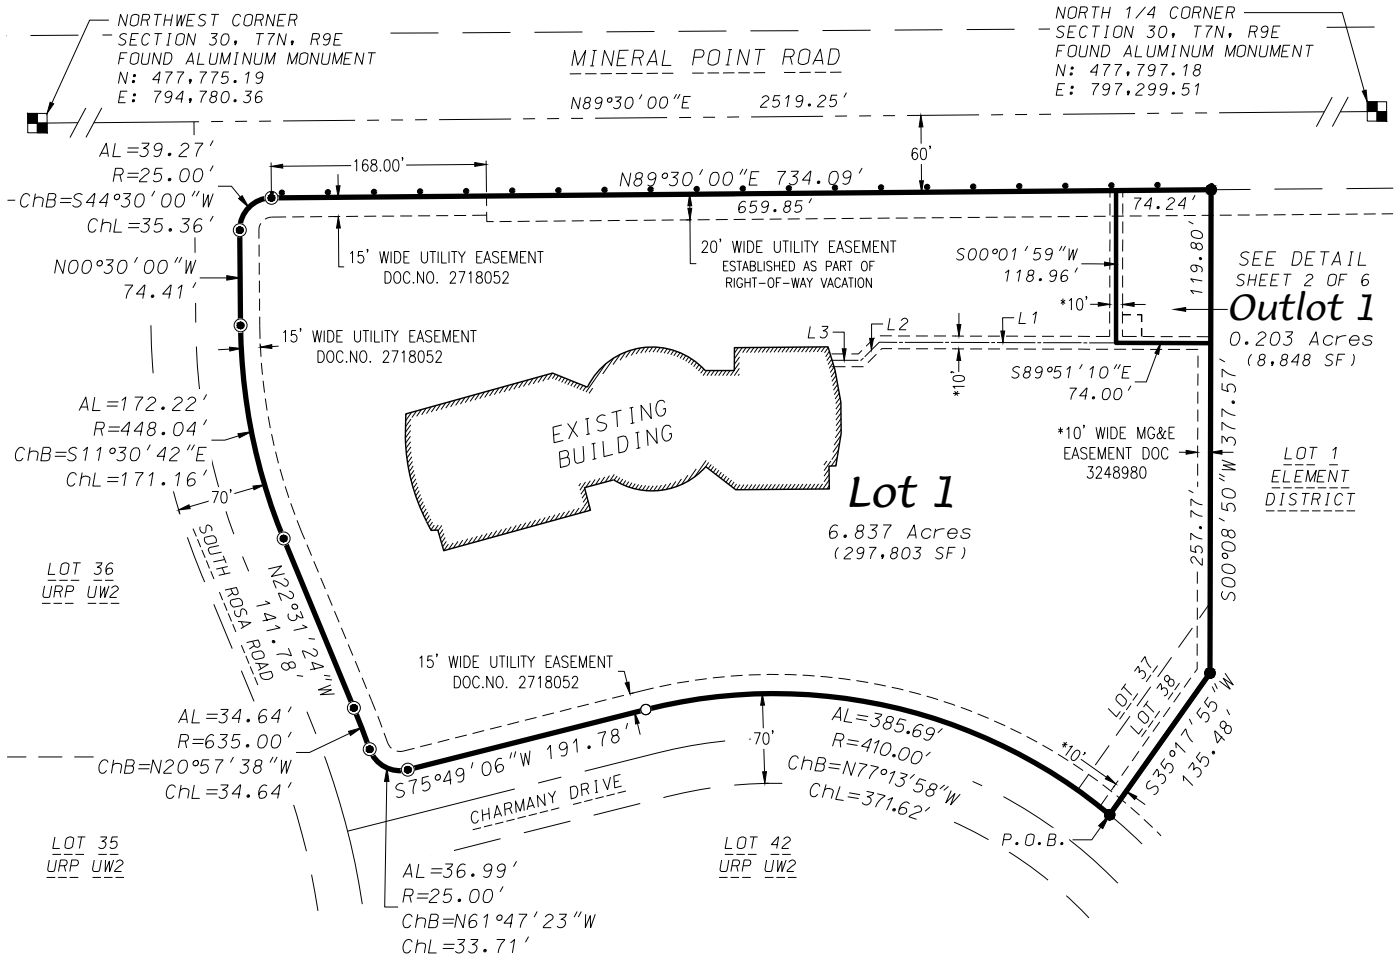 NORTHWEST CORNER
SECTION 30, T7N, R9E
FOUND ALUMINUM MONUMENT
N: 477,775.19
E: 794,780.36
MINERAL POINT ROAD
N89°30'00"E 2519.25'
NORTH 1/4 CORNER
SECTION 30, T7N, R9E
FOUND ALUMINUM MONUMENT
N: 477,797.18
E: 797,299.51
AL=39.27'
R=25.00'
ChB=S44°30'00"W
ChL=35.36'
168.00'
60'
N89°30'00"E 734.09'
659.85'
74.24'
119.80'
N00°30'00"W
74.41'
15' WIDE UTILITY EASEMENT
DOC.NO. 2718052
20' WIDE UTILITY EASEMENT
ESTABLISHED AS PART OF
RIGHT-OF-WAY VACATION
S00°01'59"W
118.96'
*10'
SEE DETAIL
SHEET 2 OF 6
Outlot 1
0.203 Acres
(8,848 SF)
15' WIDE UTILITY EASEMENT
DOC.NO. 2718052
L3
L2
L1
*10'
S89°51'10"E
74.00'
AL=172.22'
R=448.04'
ChB=S11°30'42"E
ChL=171.16'
70'
EXISTING
BUILDING
*10' WIDE MG&E
EASEMENT DOC
3248980
S00°08'50"W 377.57'
257.77'
LOT 1
ELEMENT
DISTRICT
Lot 1
6.837 Acres
(297,803 SF)
SOUTH ROSA ROAD
LOT 36
URP UW2
N22°31'24"W
141.78'
15' WIDE UTILITY EASEMENT
DOC.NO. 2718052
LOT 37
LOT 38
AL=34.64'
R=635.00'
ChB=N20°57'38"W
ChL=34.64'
S75°49'06"W 191.78'
70'
AL=385.69'
R=410.00'
ChB=N77°13'58"W
ChL=371.62'
*10'
S35°17'55"W
135.48'
CHARMANY DRIVE
P.O.B.
LOT 35
URP UW2
LOT 42
URP UW2
AL=36.99'
R=25.00'
ChB=N61°47'23"W
ChL=33.71'